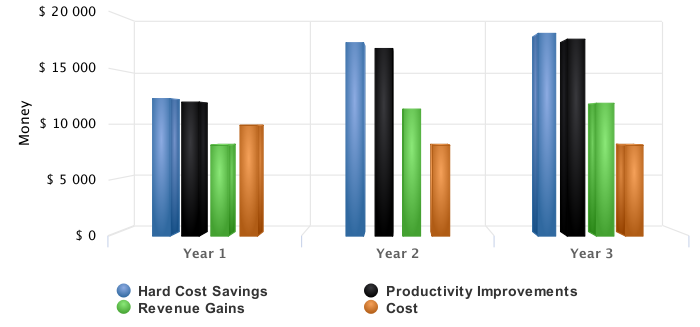 $ 20 000
$ 15 000
$ 10 000
$ 5 000
$ 0
Money
Year 1 Year 2 Year 3
Hard Cost Savings Productivity Improvements
Revenue Gains Cost